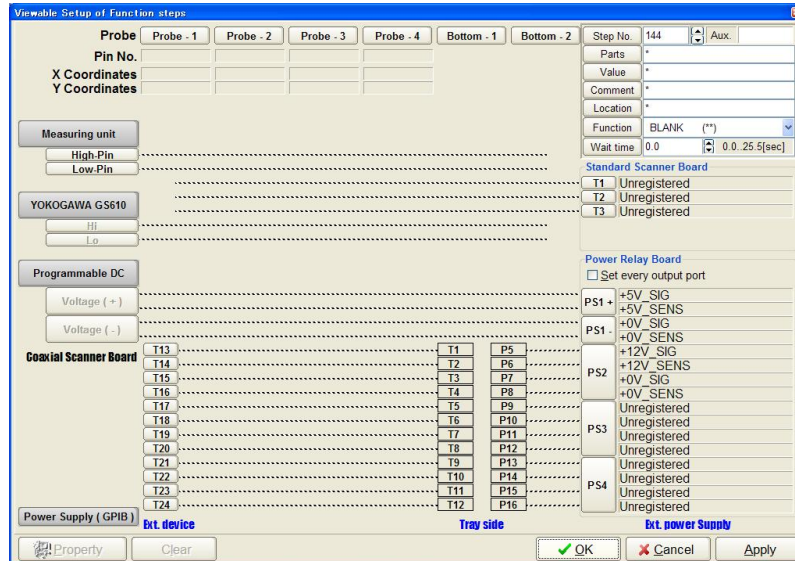 Viewable Setup of Function steps
Probe Probe - 1 Probe - 2 Probe - 3 Probe - 4 Bottom - 1 Bottom - 2
Pin No.
X Coordinates
Y Coordinates
Step No. 144 Aux.
Parts *
Value *
Comment *
Location *
Function BLANK (**)
Wait time 0.0 0.0..25.5[sec]
Measuring unit
High-Pin
Low-Pin
Standard Scanner Board
T1 Unregistered
T2 Unregistered
T3 Unregistered
YOKOGAWA GS610
Hi
Lo
Power Relay Board
Set every output port
Programmable DC
Voltage ( + )
Voltage ( - )
PS1 + +5V_SIG
+5V_SENS
PS1 - +0V_SIG
+0V_SENS
PS2 +12V_SIG
+12V_SENS
+0V_SIG
+0V_SENS
PS3 Unregistered
Unregistered
Unregistered
Unregistered
PS4 Unregistered
Unregistered
Unregistered
Unregistered
Coaxial Scanner Board
T13 T1 P5
T14 T2 P6
T15 T3 P7
T16 T4 P8
T17 T5 P9
T18 T6 P10
T19 T7 P11
T20 T8 P12
T21 T9 P13
T22 T10 P14
T23 T11 P15
T24 T12 P16
Power Supply ( GPIB )
Ext. device Tray side Ext. power Supply
Property Clear OK Cancel Apply